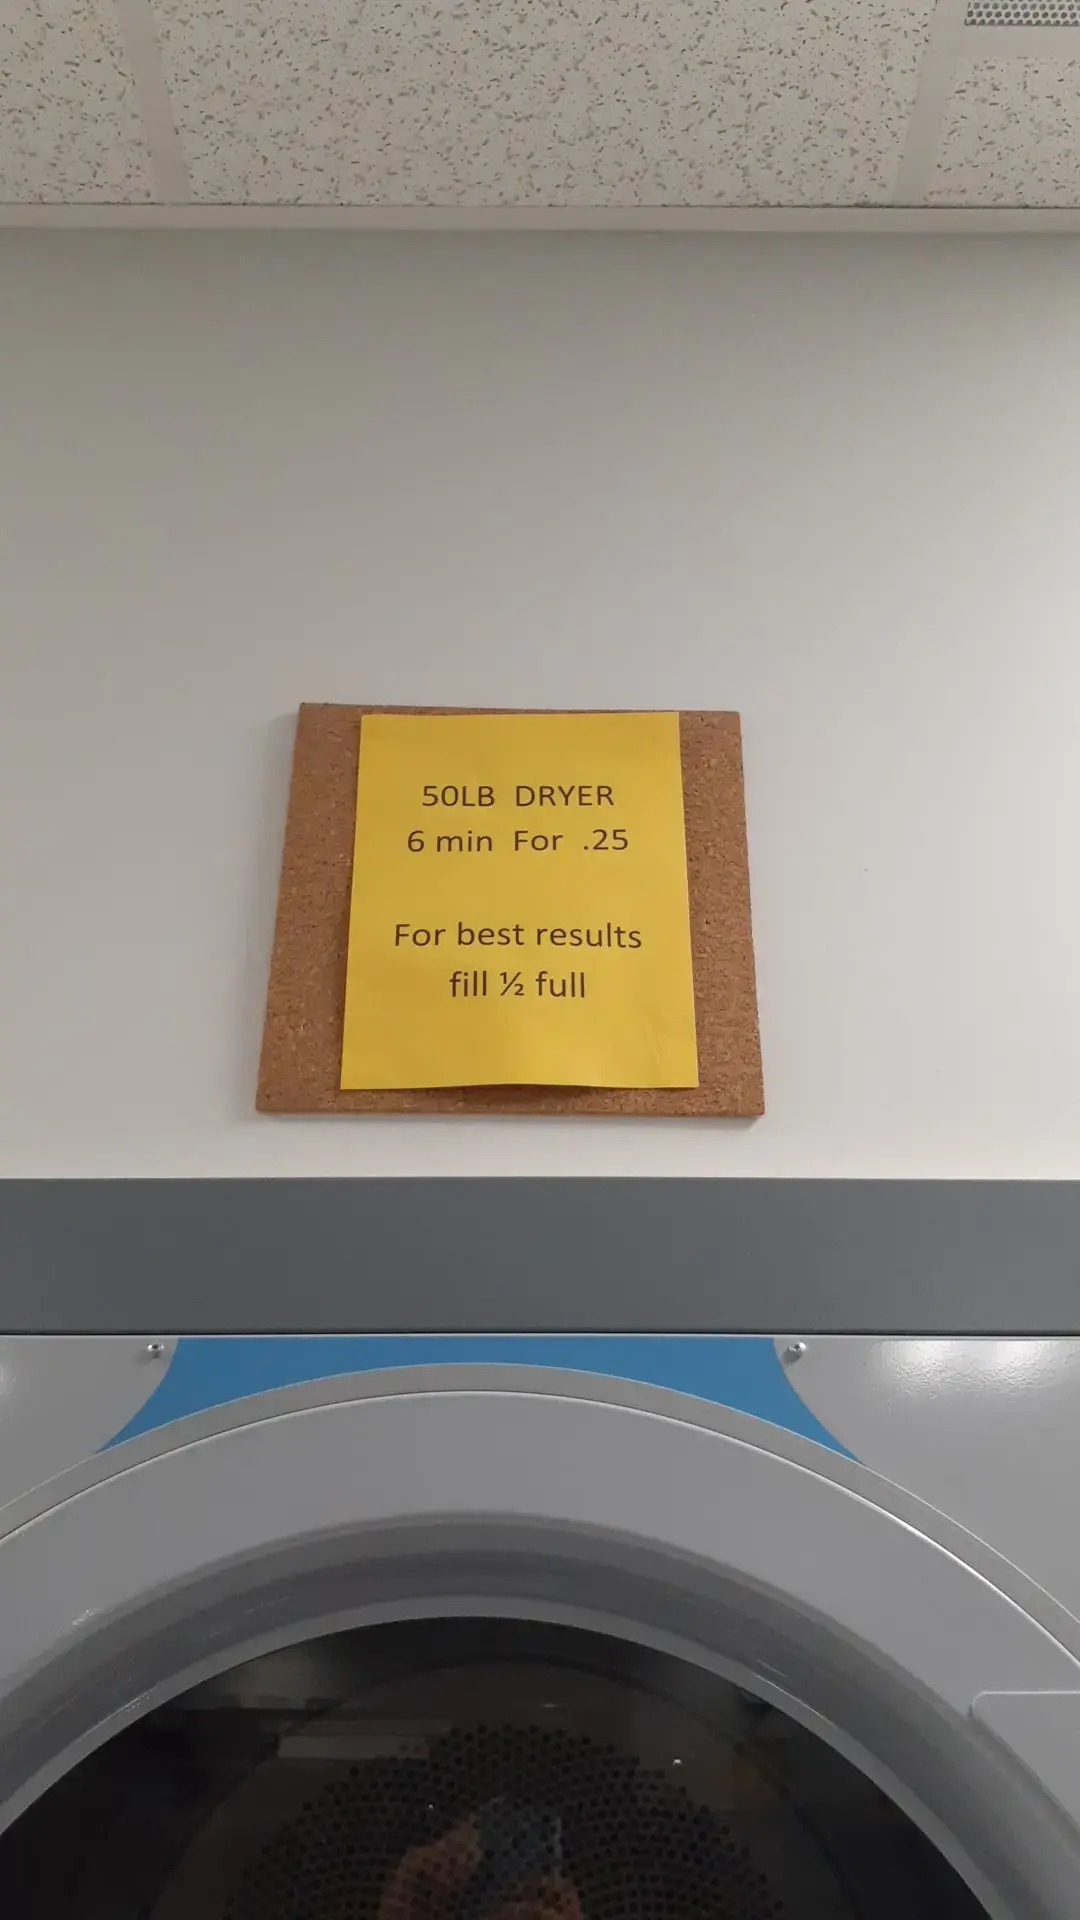 50LB DRYER
6 min For .25
For best results
fill ½ full